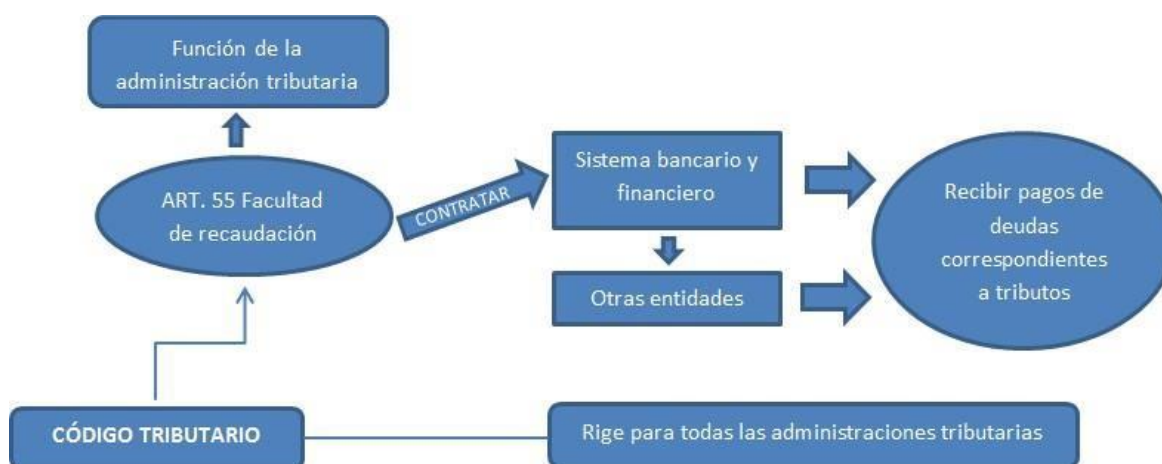 Función de la
administración tributaria
ART. 55 Facultad
de recaudación
CONTRATAR
Sistema bancario y
financiero
Otras entidades
Recibir pagos de
deudas
correspondientes
a tributos
CÓDIGO TRIBUTARIO
Rige para todas las administraciones tributarias